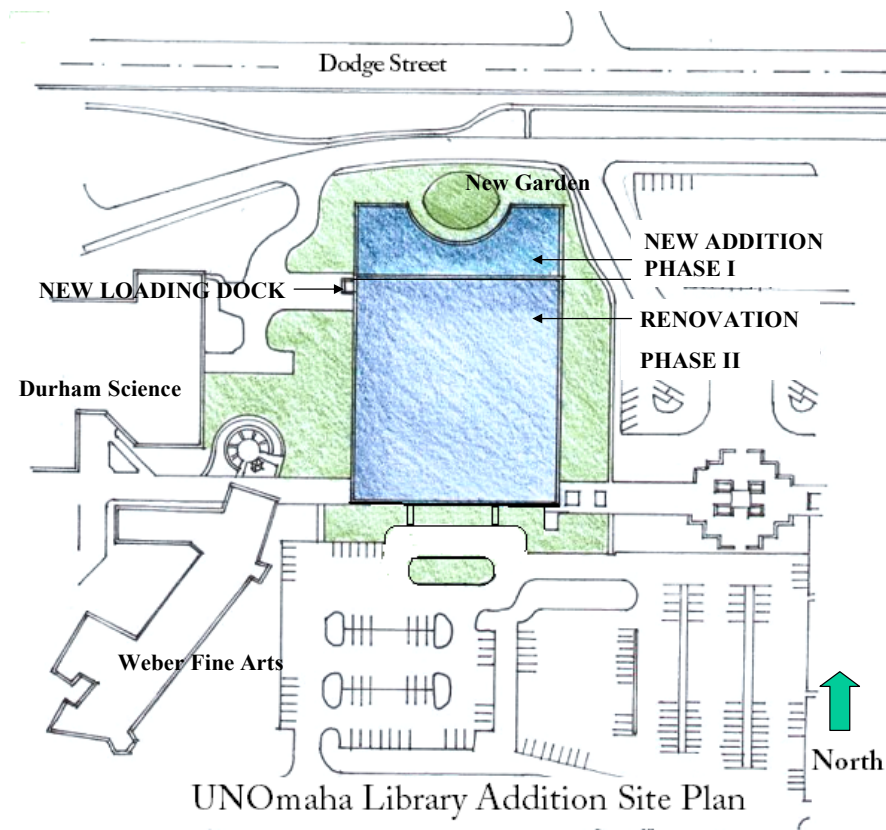 Dodge Street
New Garden
NEW ADDITION
PHASE I
NEW LOADING DOCK
RENOVATION
PHASE II
Durham Science
Weber Fine Arts
North
UNOmaha Library Addition Site Plan